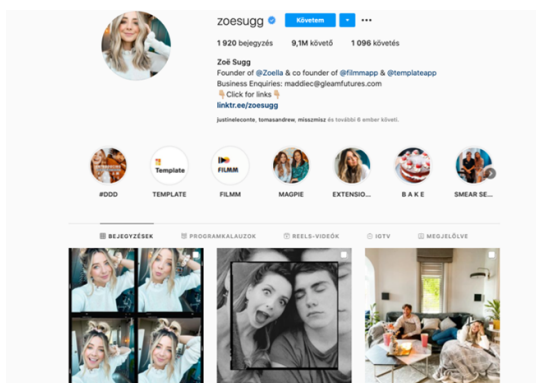 zoesugg Követem
1 920 bejegyzés 9,1M követő 1 096 követés
Zoë Sugg
Founder of @Zoella & co founder of @filmmapp & @templateapp
Business Enquiries: maddiec@gleamfutures.com
👇🏼Click for links👇🏼
linktr.ee/zoesugg
justineleconte, tomasandrew, misszmisz és további 6 ember követi.
Template
FILMM
#DDD TEMPLATE FILMM MAGPIE EXTENSIO... B A K E SMEAR SE...
BEJEGYZÉSEK PROGRAMKALAUZOK REELS-VIDEÓK IGTV MEGJELÖLVE